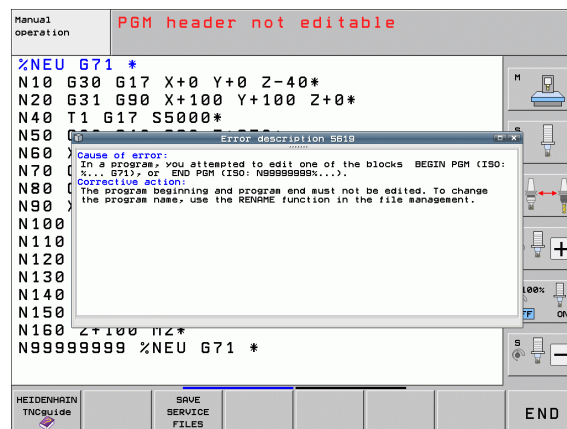 Manual
operation
PGM header not editable
%NEU G71 *
N10 G30 G17 X+0 Y+0 Z-40*
N20 G31 G90 X+100 Y+100 Z+0*
N40 T1 G17 S5000*
N50
Error description 5619
N60
Cause of error:
In a program, you attempted to edit one of the blocks BEGIN PGM (ISO:
%... G71), or END PGM (ISO: N99999999%...).
Corrective action:
The program beginning and program end must not be edited. To change
the program name, use the RENAME function in the file management.
N70
N80
N90
N100
N110
N120
N130
N140
N150
N160 Z+100 M2*
N99999999 %NEU G71 *
M
S
100%
ON
S
HEIDENHAIN
TNCguide
SAVE
SERVICE
FILES
END